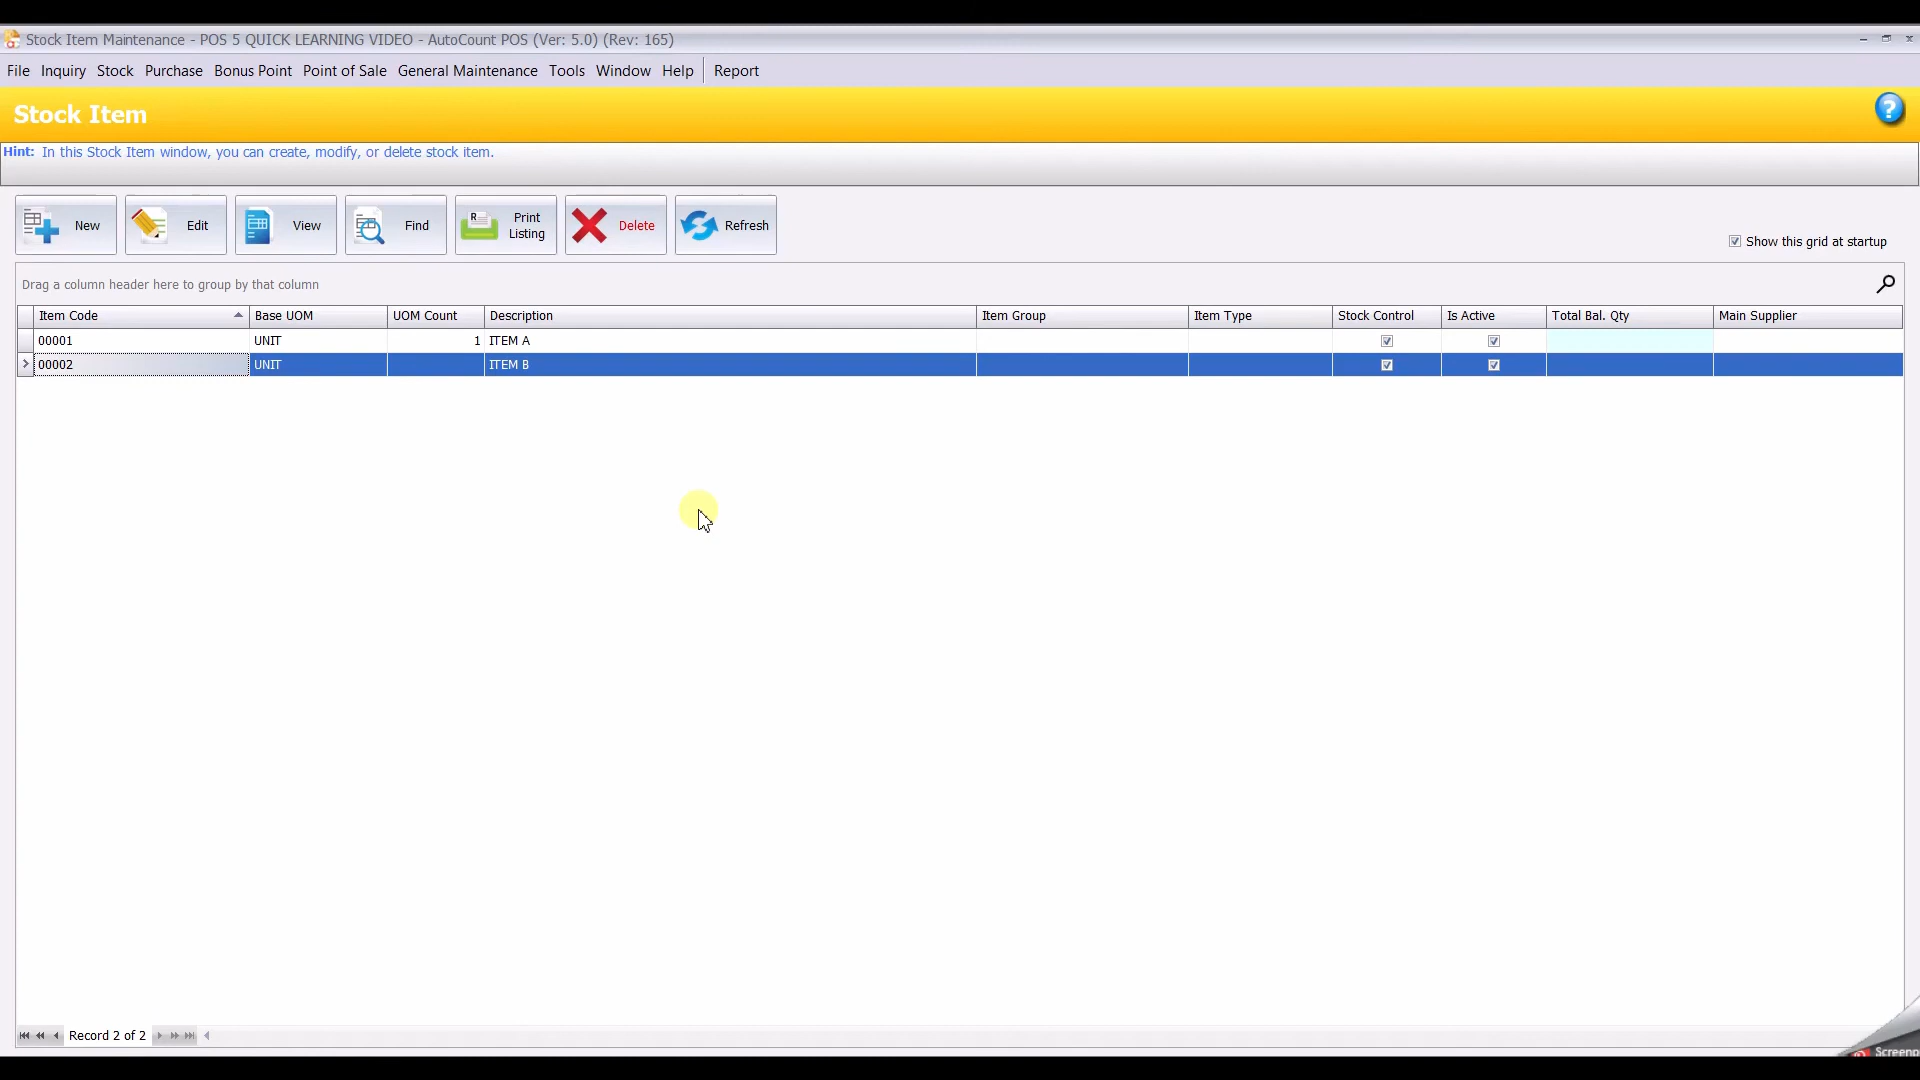 Stock Item Maintenance - POS 5 QUICK LEARNING VIDEO - AutoCount POS (Ver: 5.0) (Rev: 165)
File Inquiry Stock Purchase Bonus Point Point of Sale General Maintenance Tools Window Help Report
Stock Item
Hint: In this Stock Item window, you can create, modify, or delete stock item.
New Edit View Find Print Listing Delete Refresh
Show this grid at startup
Drag a column header here to group by that column
Item Code Base UOM UOM Count Description Item Group Item Type Stock Control Is Active Total Bal. Qty Main Supplier
00001 UNIT 1 ITEM A
00002 UNIT ITEM B
Record 2 of 2